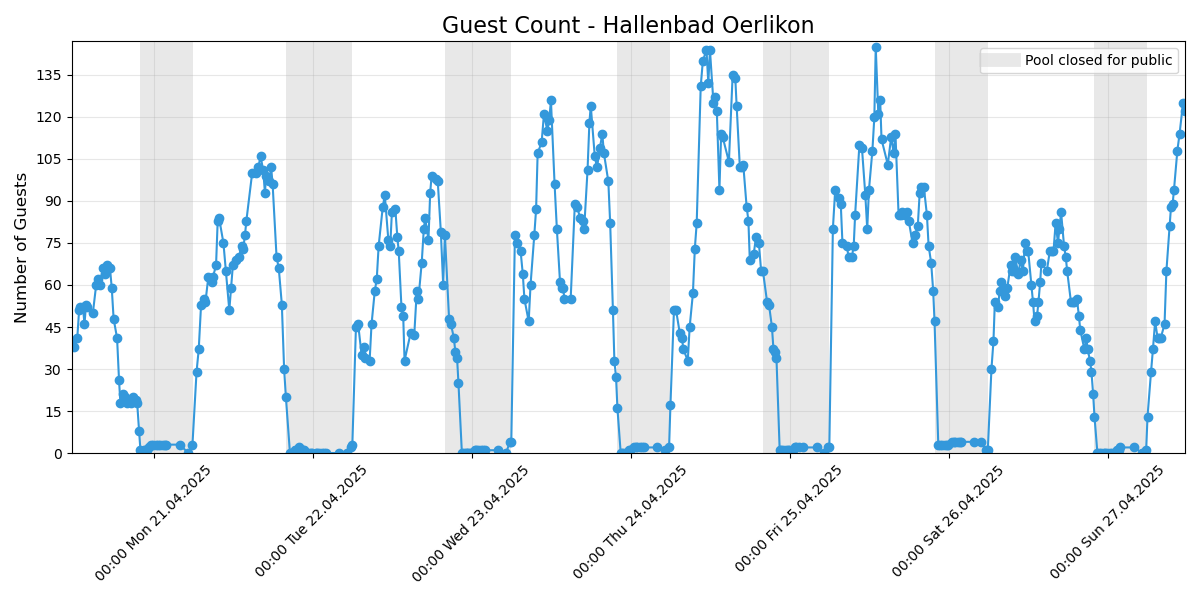 Guest Count - Hallenbad Oerlikon
Pool closed for public
Number of Guests
135
120
105
90
75
60
45
30
15
0
00:00 Mon 21.04.2025
00:00 Tue 22.04.2025
00:00 Wed 23.04.2025
00:00 Thu 24.04.2025
00:00 Fri 25.04.2025
00:00 Sat 26.04.2025
00:00 Sun 27.04.2025